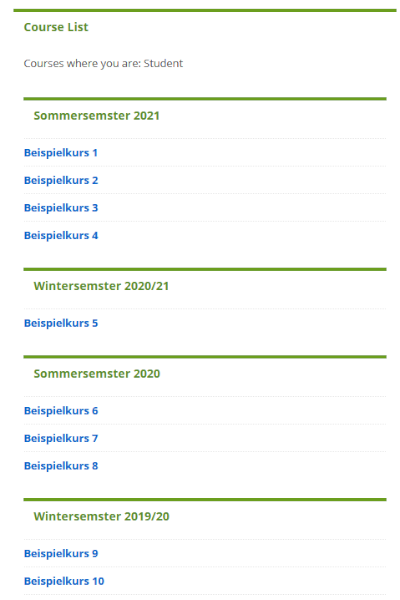 Course List
Courses where you are: Student
Sommersemster 2021
Beispielkurs 1
Beispielkurs 2
Beispielkurs 3
Beispielkurs 4
Wintersemster 2020/21
Beispielkurs 5
Sommersemster 2020
Beispielkurs 6
Beispielkurs 7
Beispielkurs 8
Wintersemster 2019/20
Beispielkurs 9
Beispielkurs 10